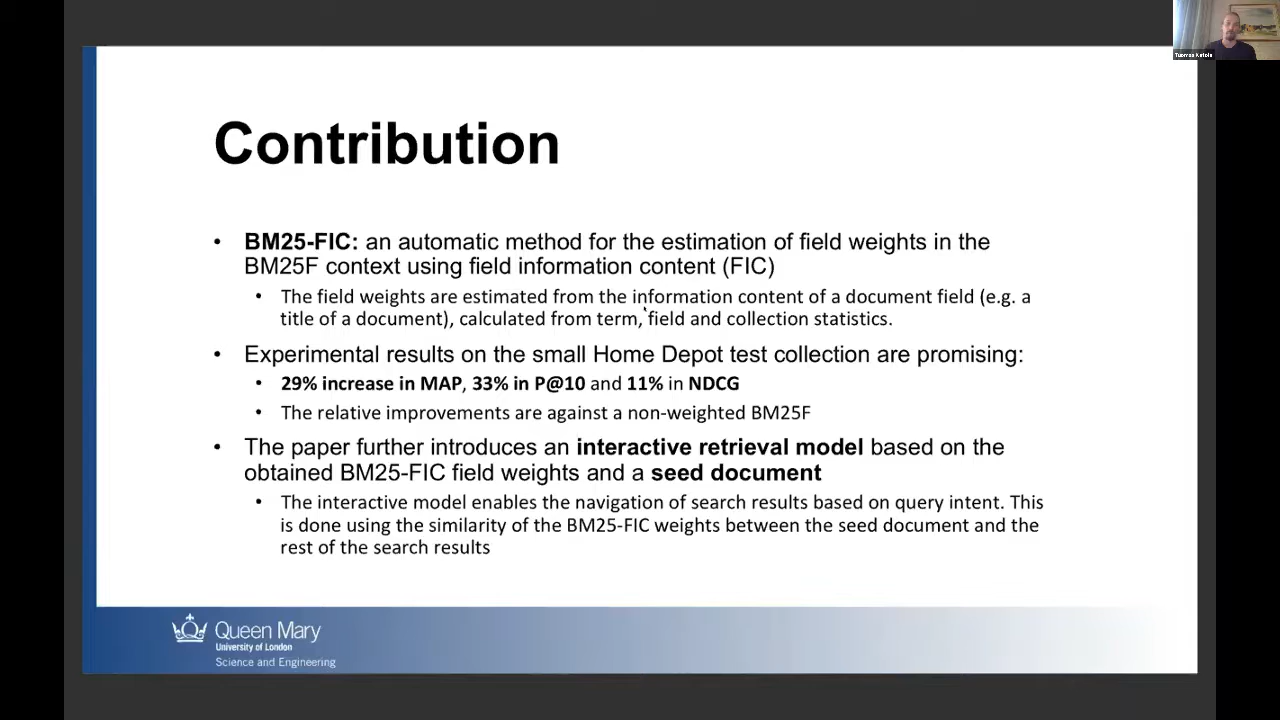 Tuomas Ketola
Contribution
• BM25-FIC: an automatic method for the estimation of field weights in the
BM25F context using field information content (FIC)
• The field weights are estimated from the information content of a document field (e.g. a
title of a document), calculated from term, field and collection statistics.
• Experimental results on the small Home Depot test collection are promising:
• 29% increase in MAP, 33% in P@10 and 11% in NDCG
• The relative improvements are against a non-weighted BM25F
• The paper further introduces an interactive retrieval model based on the
obtained BM25-FIC field weights and a seed document
• The interactive model enables the navigation of search results based on query intent. This
is done using the similarity of the BM25-FIC weights between the seed document and the
rest of the search results
Queen Mary
University of London
Science and Engineering